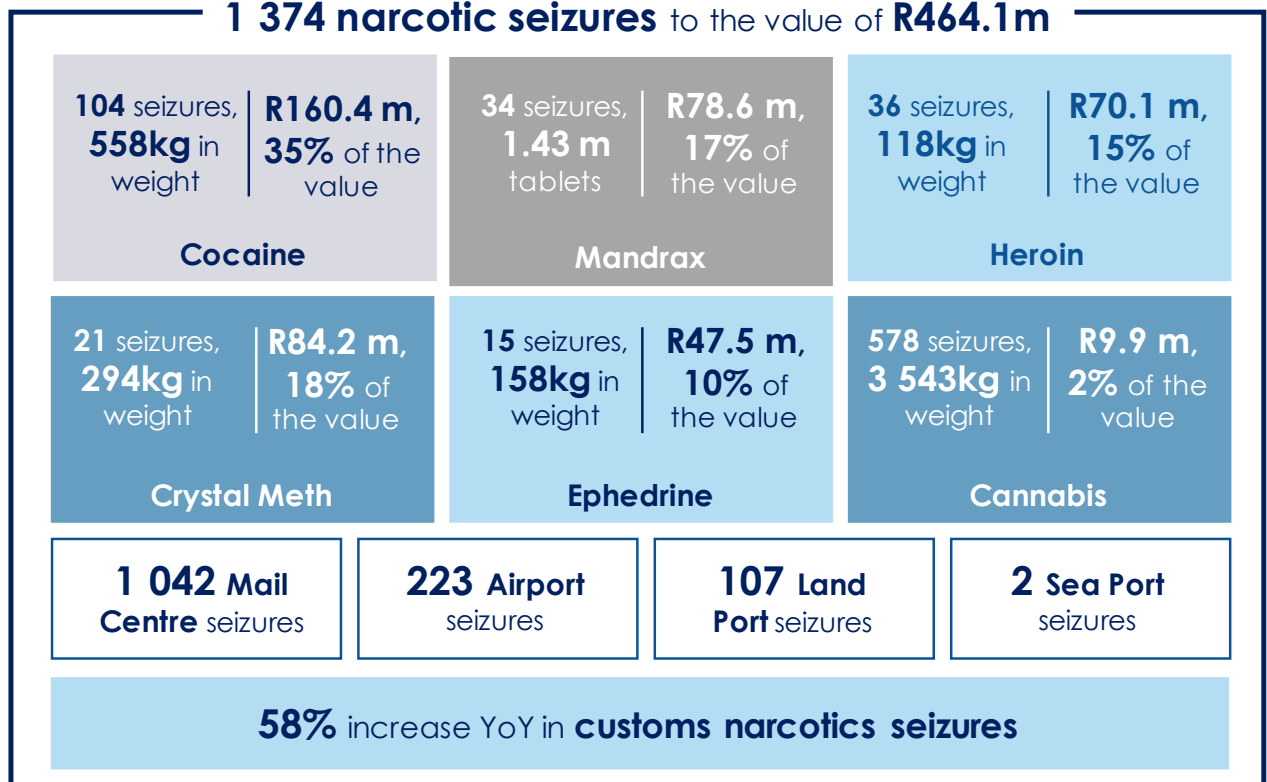 1 374 narcotic seizures to the value of R464.1m
104 seizures,
558kg in
weight
R160.4 m,
35% of the
value
Cocaine
34 seizures,
1.43 m
tablets
R78.6 m,
17% of
the value
Mandrax
36 seizures,
118kg in
weight
R70.1 m,
15% of
the value
Heroin
21 seizures,
294kg in
weight
R84.2 m,
18% of
the value
Crystal Meth
15 seizures,
158kg in
weight
R47.5 m,
10% of
the value
Ephedrine
578 seizures,
3 543kg in
weight
R9.9 m,
2% of the
value
Cannabis
1 042 Mail
Centre seizures
223 Airport
seizures
107 Land
Port seizures
2 Sea Port
seizures
58% increase YoY in customs narcotics seizures